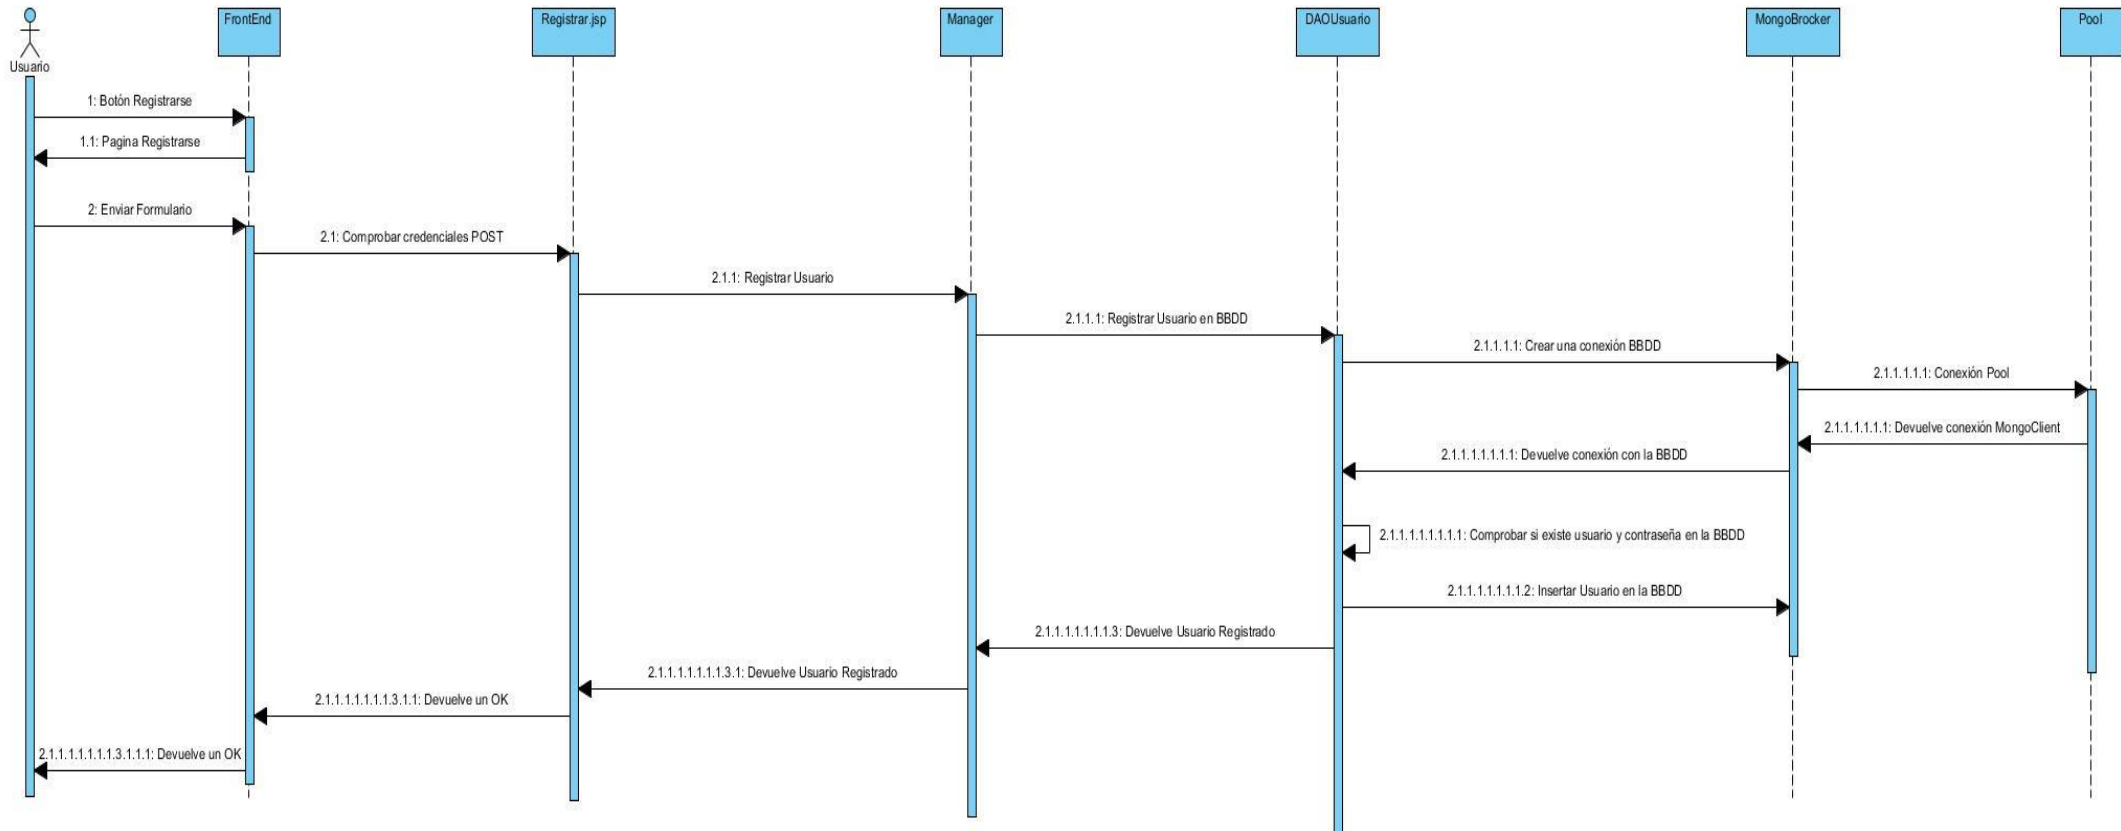 FrontEnd
Registrar.jsp
Manager
DAOUsuario
MongoBrocker
Pool
Usuario
1: Botón Registrarse
1.1: Pagina Registrarse
2: Enviar Formulario
2.1: Comprobar credenciales POST
2.1.1: Registrar Usuario
2.1.1.1: Registrar Usuario en BBDD
2.1.1.1.1: Crear una conexión BBDD
2.1.1.1.1.1: Conexión Pool
2.1.1.1.1.1.1: Devuelve conexión MongoClient
2.1.1.1.1.1.1.1: Devuelve conexión con la BBDD
2.1.1.1.1.1.1.1.1: Comprobar si existe usuario y contraseña en la BBDD
2.1.1.1.1.1.1.1.2: Insertar Usuario en la BBDD
2.1.1.1.1.1.1.1.3: Devuelve Usuario Registrado
2.1.1.1.1.1.1.1.3.1: Devuelve Usuario Registrado
2.1.1.1.1.1.1.1.3.1.1: Devuelve un OK
2.1.1.1.1.1.1.1.3.1.1.1: Devuelve un OK